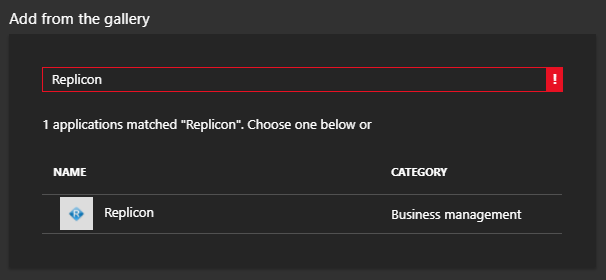 Add from the gallery
Replicon
!
1 applications matched "Replicon". Choose one below or
NAME CATEGORY
R Replicon Business management